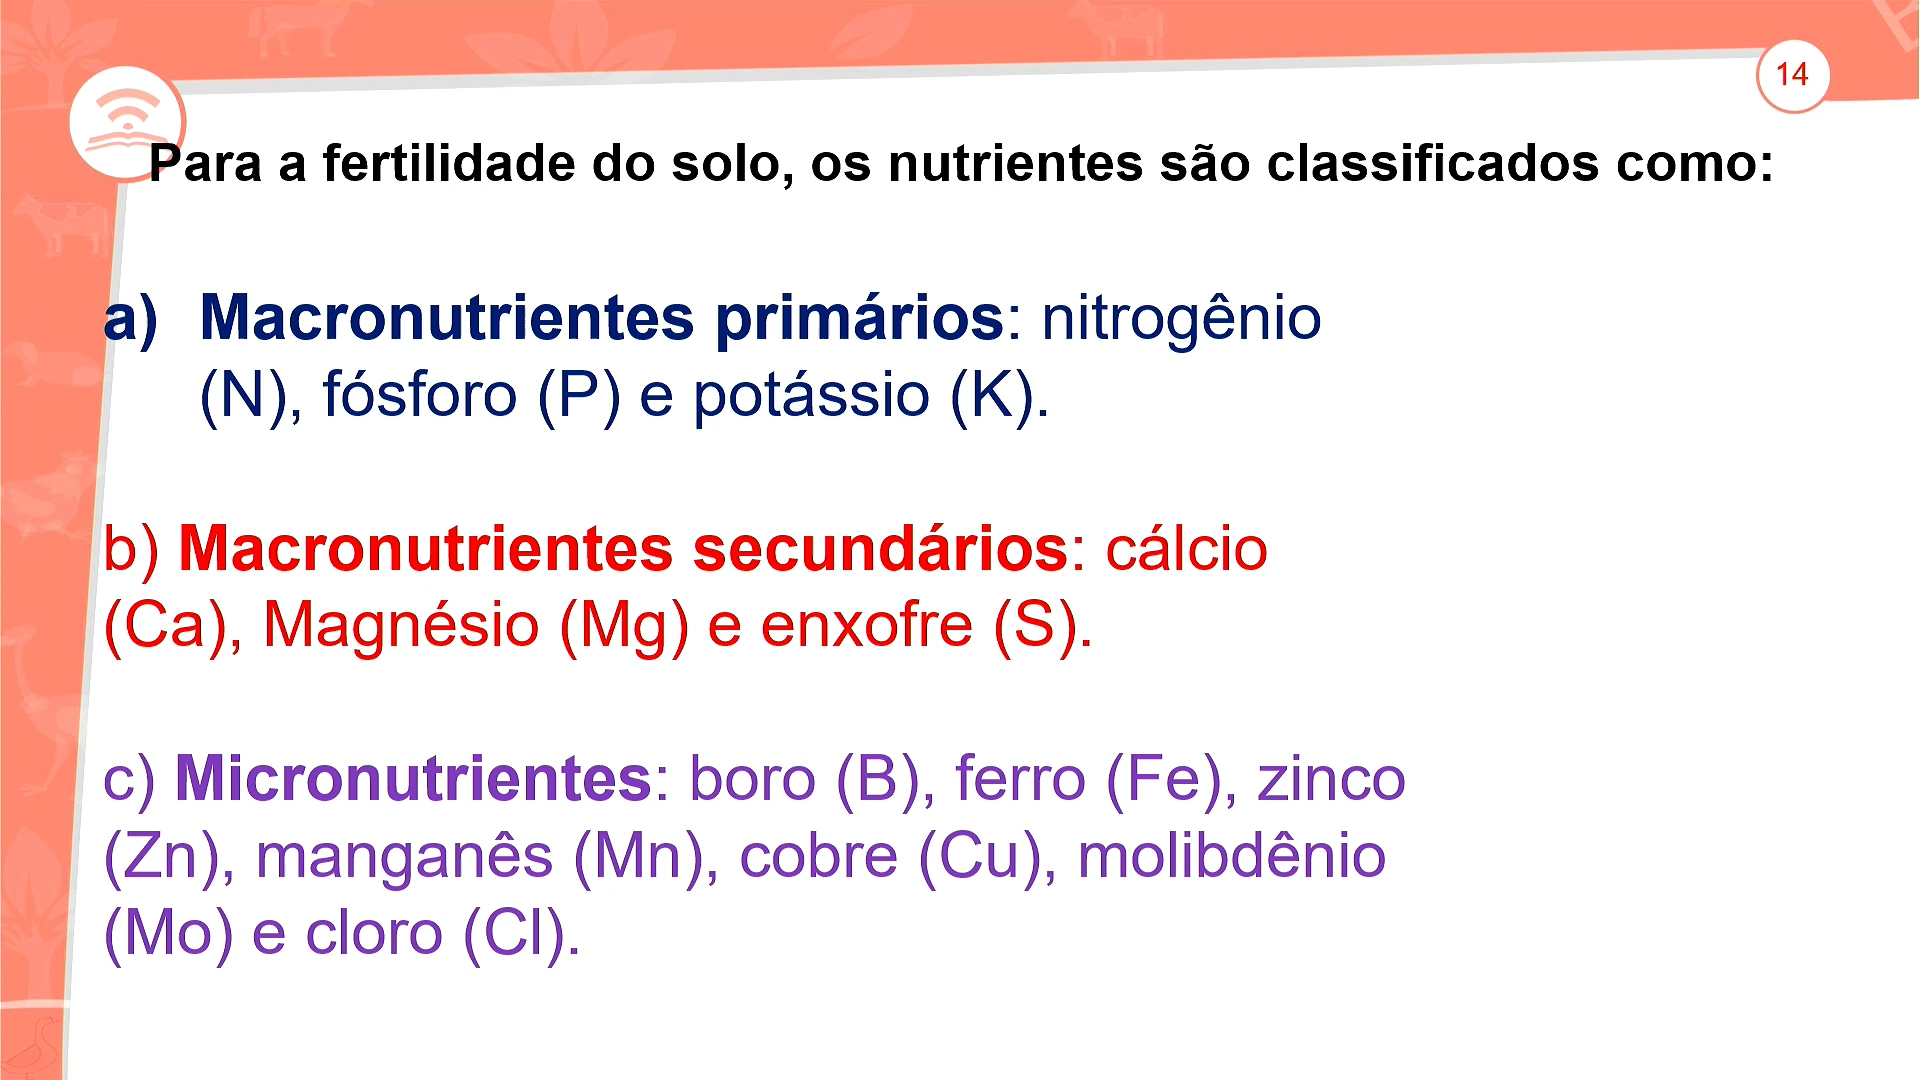 14
Para a fertilidade do solo, os nutrientes são classificados como:
a) Macronutrientes primários: nitrogênio
(N), fósforo (P) e potássio (K).
b) Macronutrientes secundários: cálcio
(Ca), Magnésio (Mg) e enxofre (S).
c) Micronutrientes: boro (B), ferro (Fe), zinco
(Zn), manganês (Mn), cobre (Cu), molibdênio
(Mo) e cloro (Cl).